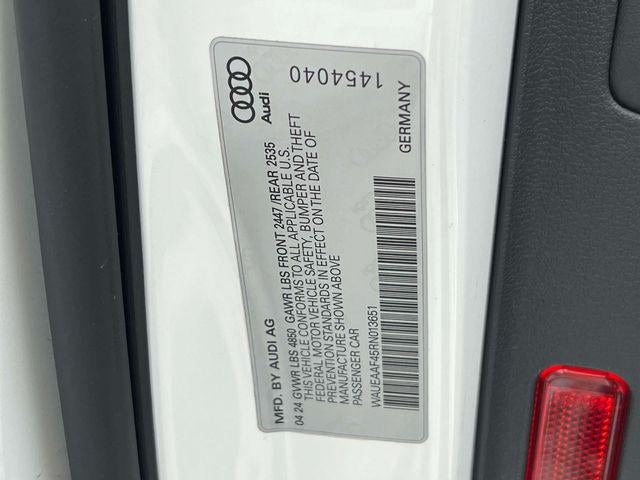 MFD. BY AUDI AG
04 24 GVWR LBS 4850 GAWR LBS FRONT 2447 /REAR 2535
THIS VEHICLE CONFORMS TO ALL APPLICABLE U.S.
FEDERAL MOTOR VEHICLE SAFETY, BUMPER AND THEFT
PREVENTION STANDARDS IN EFFECT ON THE DATE OF
MANUFACTURE SHOWN ABOVE
PASSENGER CAR
WAUEAAF45RN013651
GERMANY
Audi
1454040